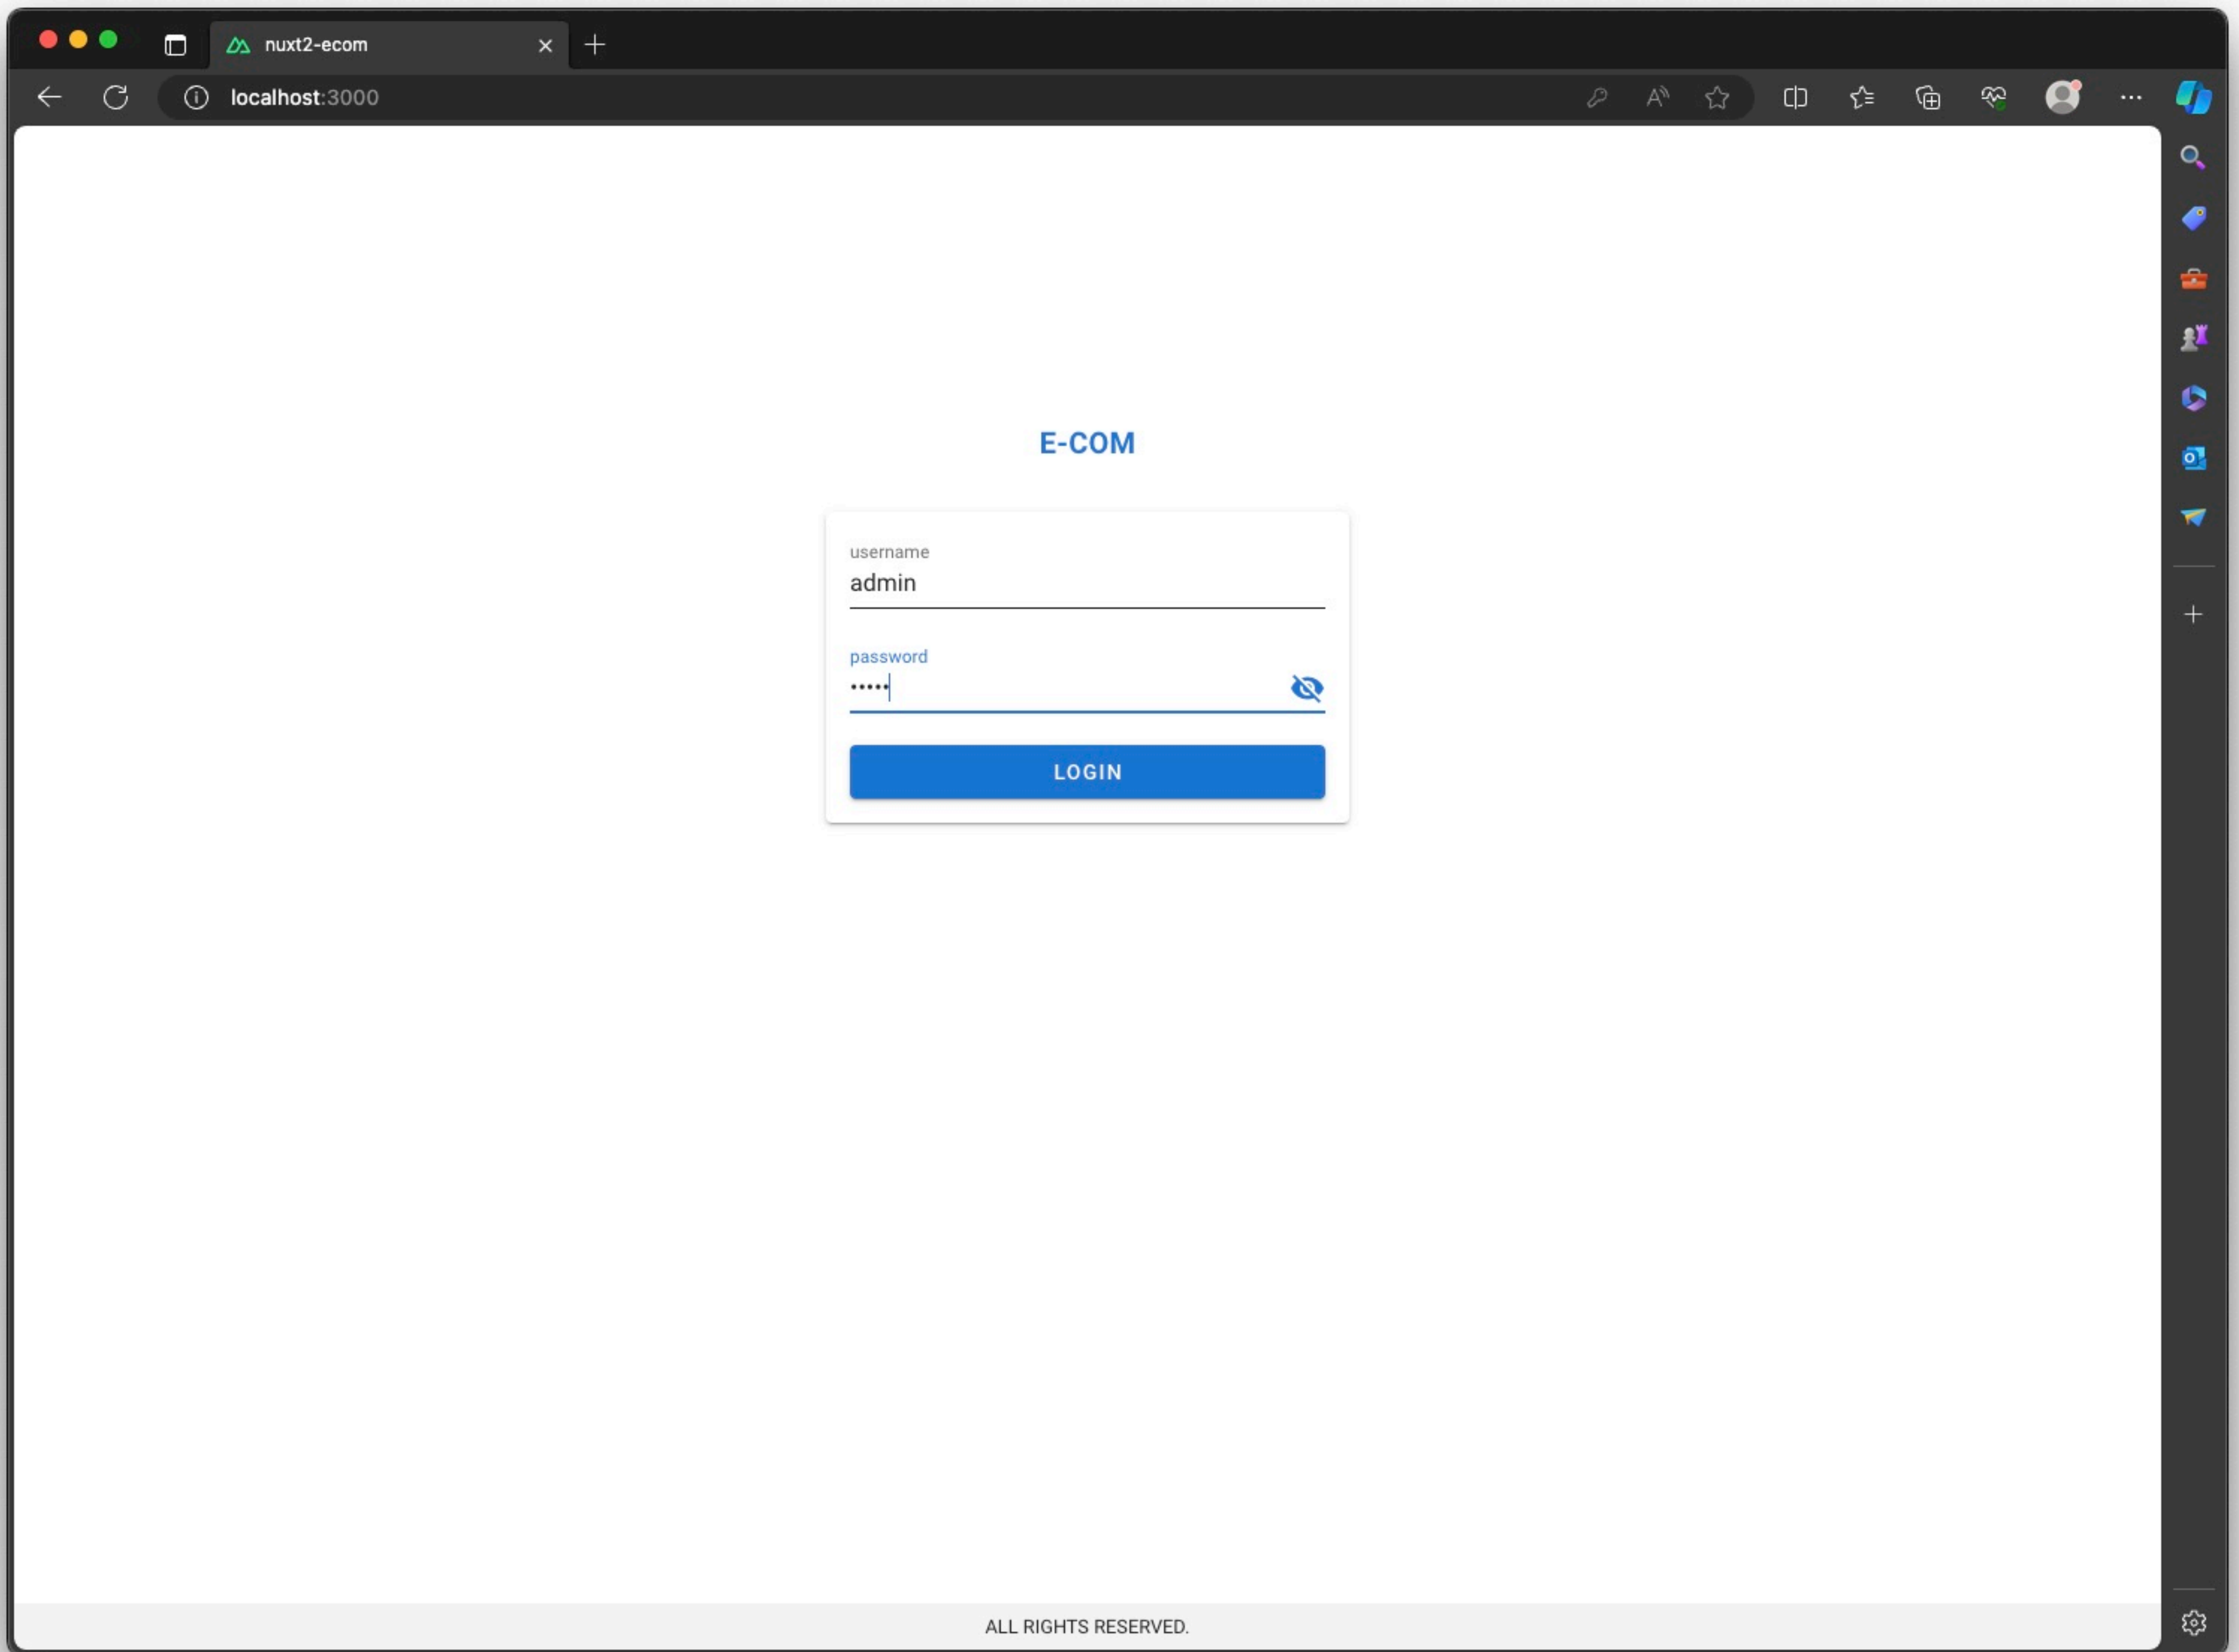 nuxt2-ecom
localhost:3000
E-COM
username
admin
password
•••••
LOGIN
ALL RIGHTS RESERVED.